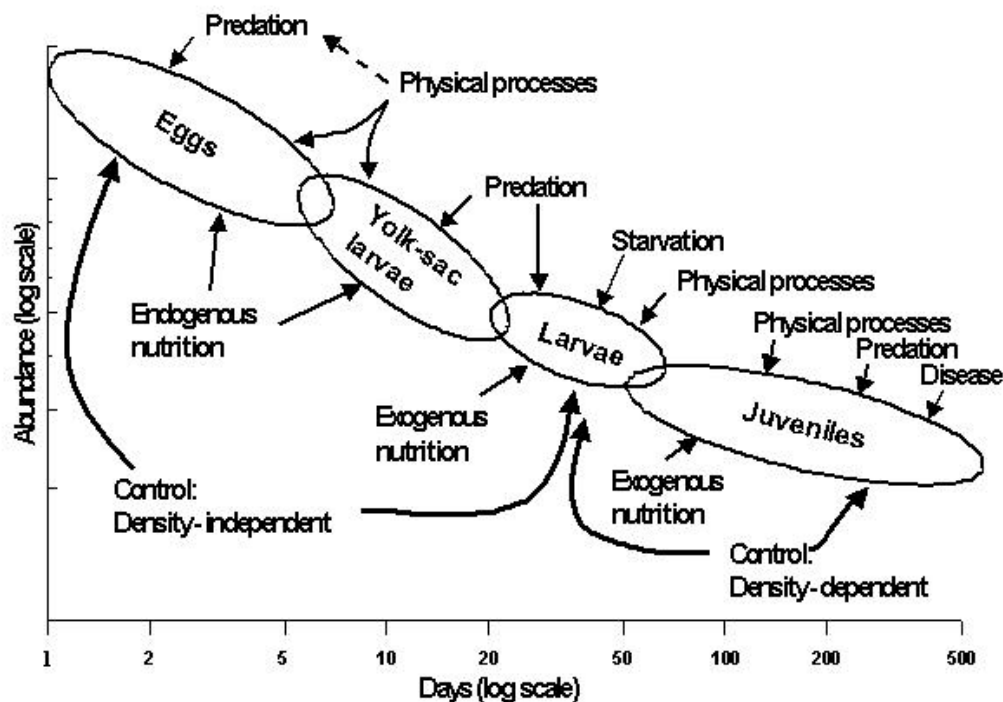 Predation
Physical processes
Eggs
Predation
Yolk-sac
larvae
Starvation
Physical processes
Endogenous
nutrition
Larvae
Physical processes
Predation
Disease
Exogenous
nutrition
Juveniles
Control:
Density-independent
Exogenous
nutrition
Control:
Density-dependent
Abundance (log scale)
1 2 5 10 20 50 100 200 500
Days (log scale)